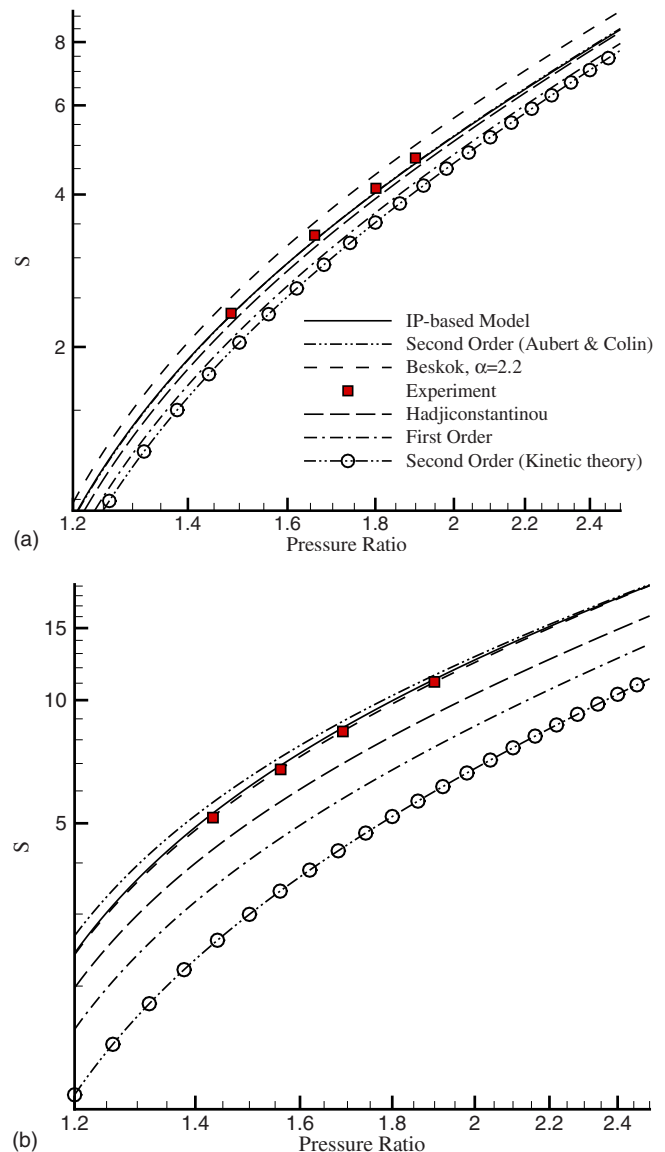 8
6
4
2
S
IP-based Model
Second Order (Aubert & Colin)
Beskok, α=2.2
Experiment
Hadjiconstantinou
First Order
Second Order (Kinetic theory)
1.2 1.4 1.6 1.8 2 2.2 2.4
(a)
Pressure Ratio
15
10
5
S
1.2 1.4 1.6 1.8 2 2.2 2.4
(b)
Pressure Ratio